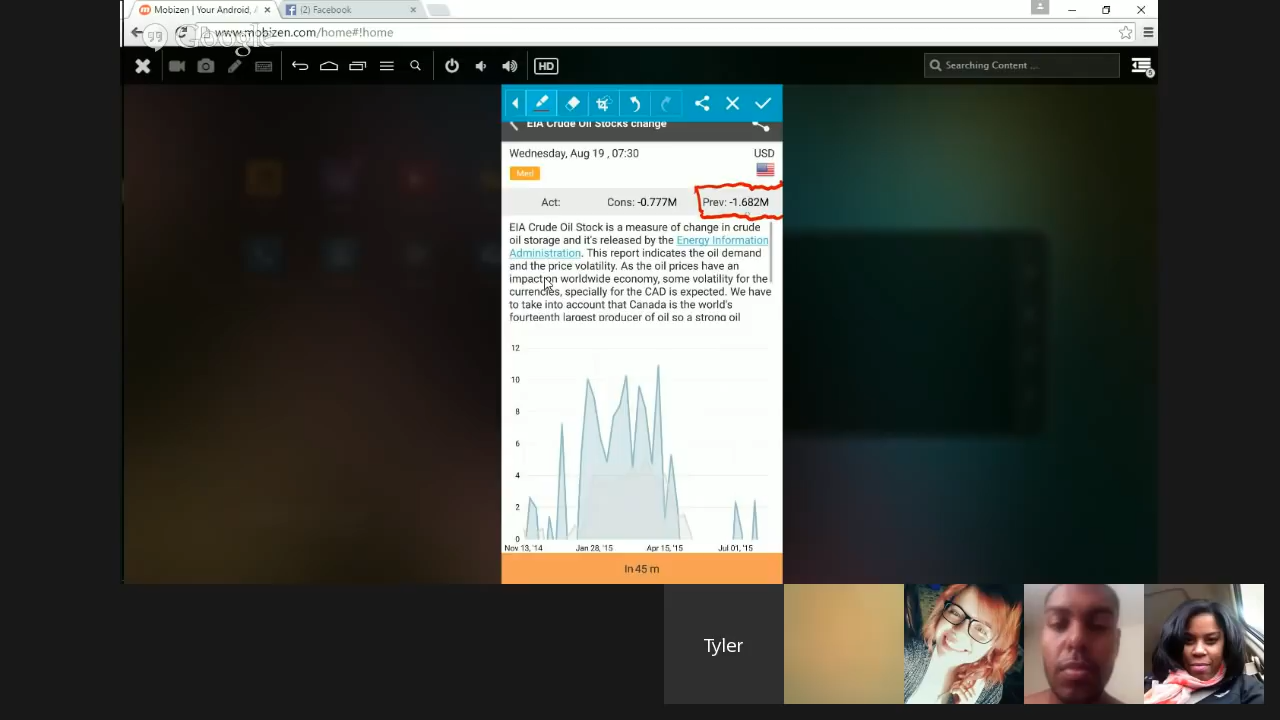 Mobizen | Your Android, A
(2) Facebook
Google
www.mobizen.com/home#!home
HD
Searching Content ...
EIA Crude Oil Stocks change
Wednesday, Aug 19 , 07:30
USD
Med
Act:
Cons: -0.777M
Prev: -1.682M
EIA Crude Oil Stock is a measure of change in crude
oil storage and it's released by the Energy Information
Administration. This report indicates the oil demand
and the price volatility. As the oil prices have an
impact on worldwide economy, some volatility for the
currencies, specially for the CAD is expected. We have
to take into account that Canada is the world's
fourteenth largest producer of oil so a strong oil
12
10
8
6
4
2
0
Nov 13, '14
Jan 28, '15
Apr 15, '15
Jul 01, '15
In 45 m
Tyler